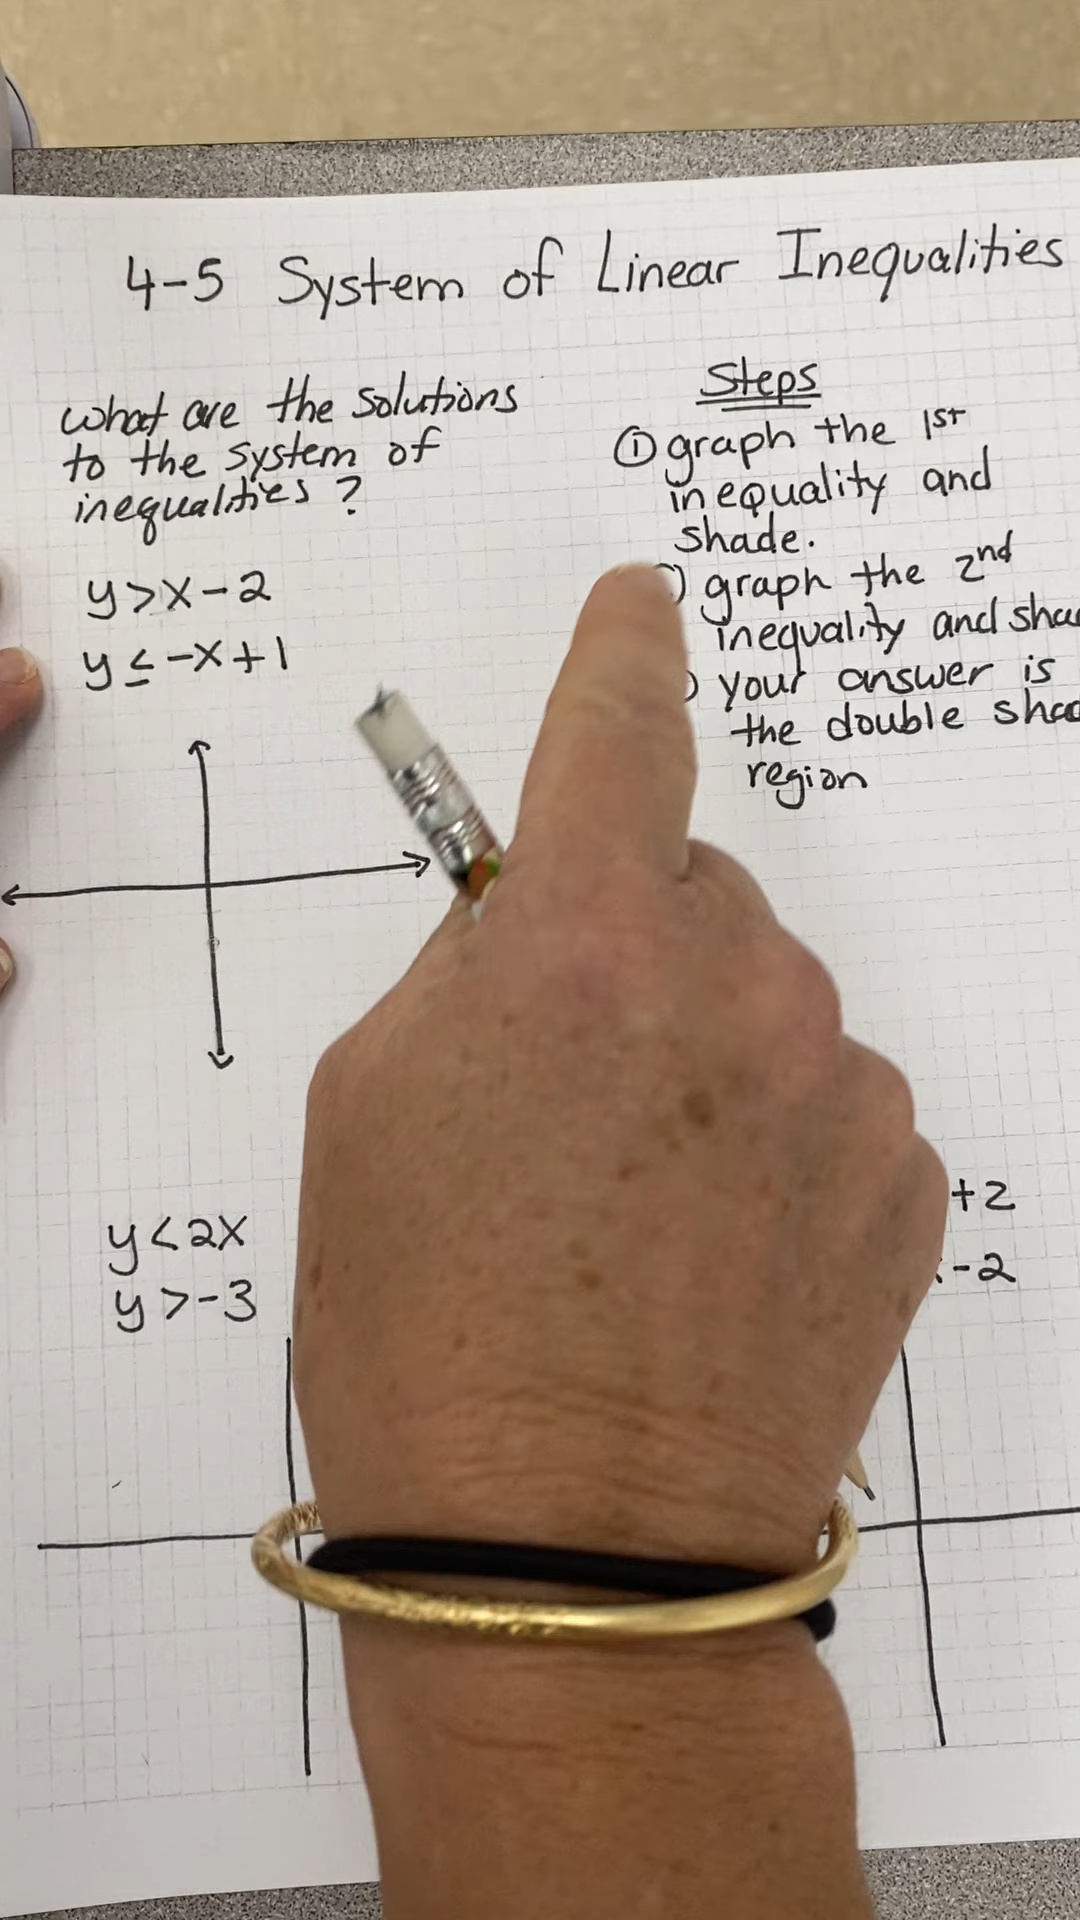 4-5 System of Linear Inequalities
What are the solutions
to the system of
inequalities ?
y>x-2
y≤-x+1
Steps
① graph the 1st
inequality and
shade.
) graph the 2nd
inequality and sha
) your answer is
the double shad
region
y<2x
y>-3
+2
-2